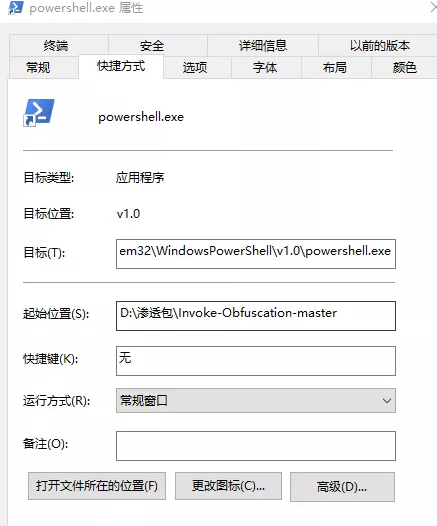 powershell.exe 属性
终端 安全 详细信息 以前的版本
常规 快捷方式 选项 字体 布局 颜色
powershell.exe
目标类型: 应用程序
目标位置: v1.0
目标(T): em32\WindowsPowerShell\v1.0\powershell.exe
起始位置(S): D:\渗透包\Invoke-Obfuscation-master
快捷键(K): 无
运行方式(R): 常规窗口
备注(O):
打开文件所在的位置(F) 更改图标(C)... 高级(D)...